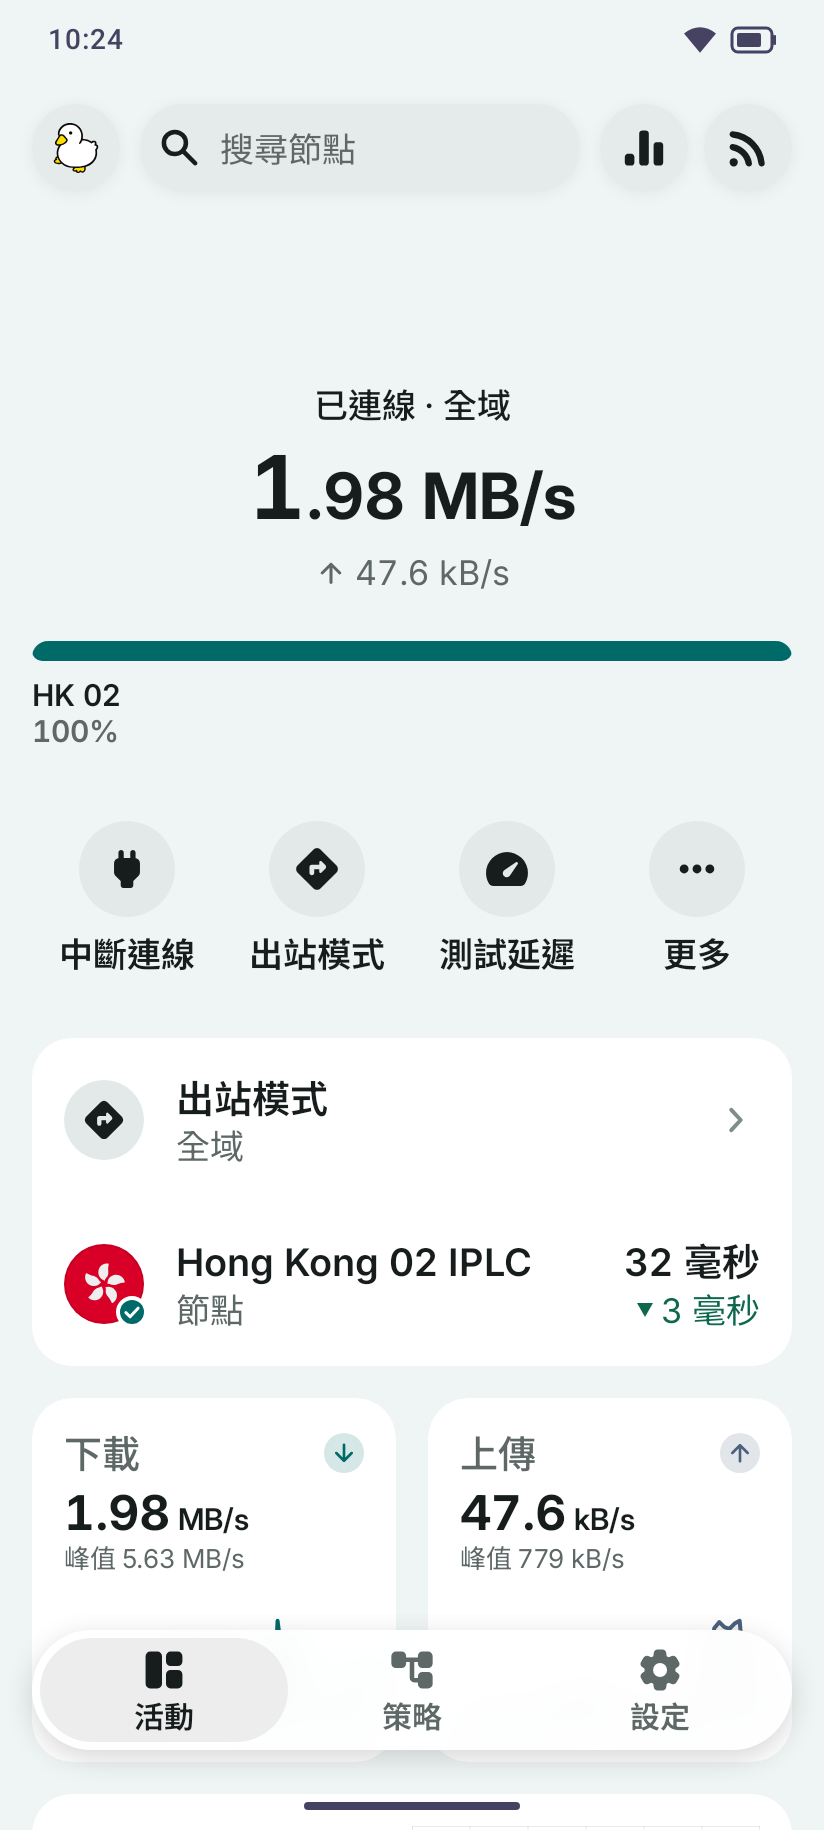 10:24
搜尋節點
已連線 · 全域
1.98 MB/s
↑ 47.6 kB/s
HK 02
100%
中斷連線
出站模式
測試延遲
更多
出站模式
全域
Hong Kong 02 IPLC
32 毫秒
節點
▼3 毫秒
下載
1.98 MB/s
峰值 5.63 MB/s
上傳
47.6 kB/s
峰值 779 kB/s
活動
策略
設定